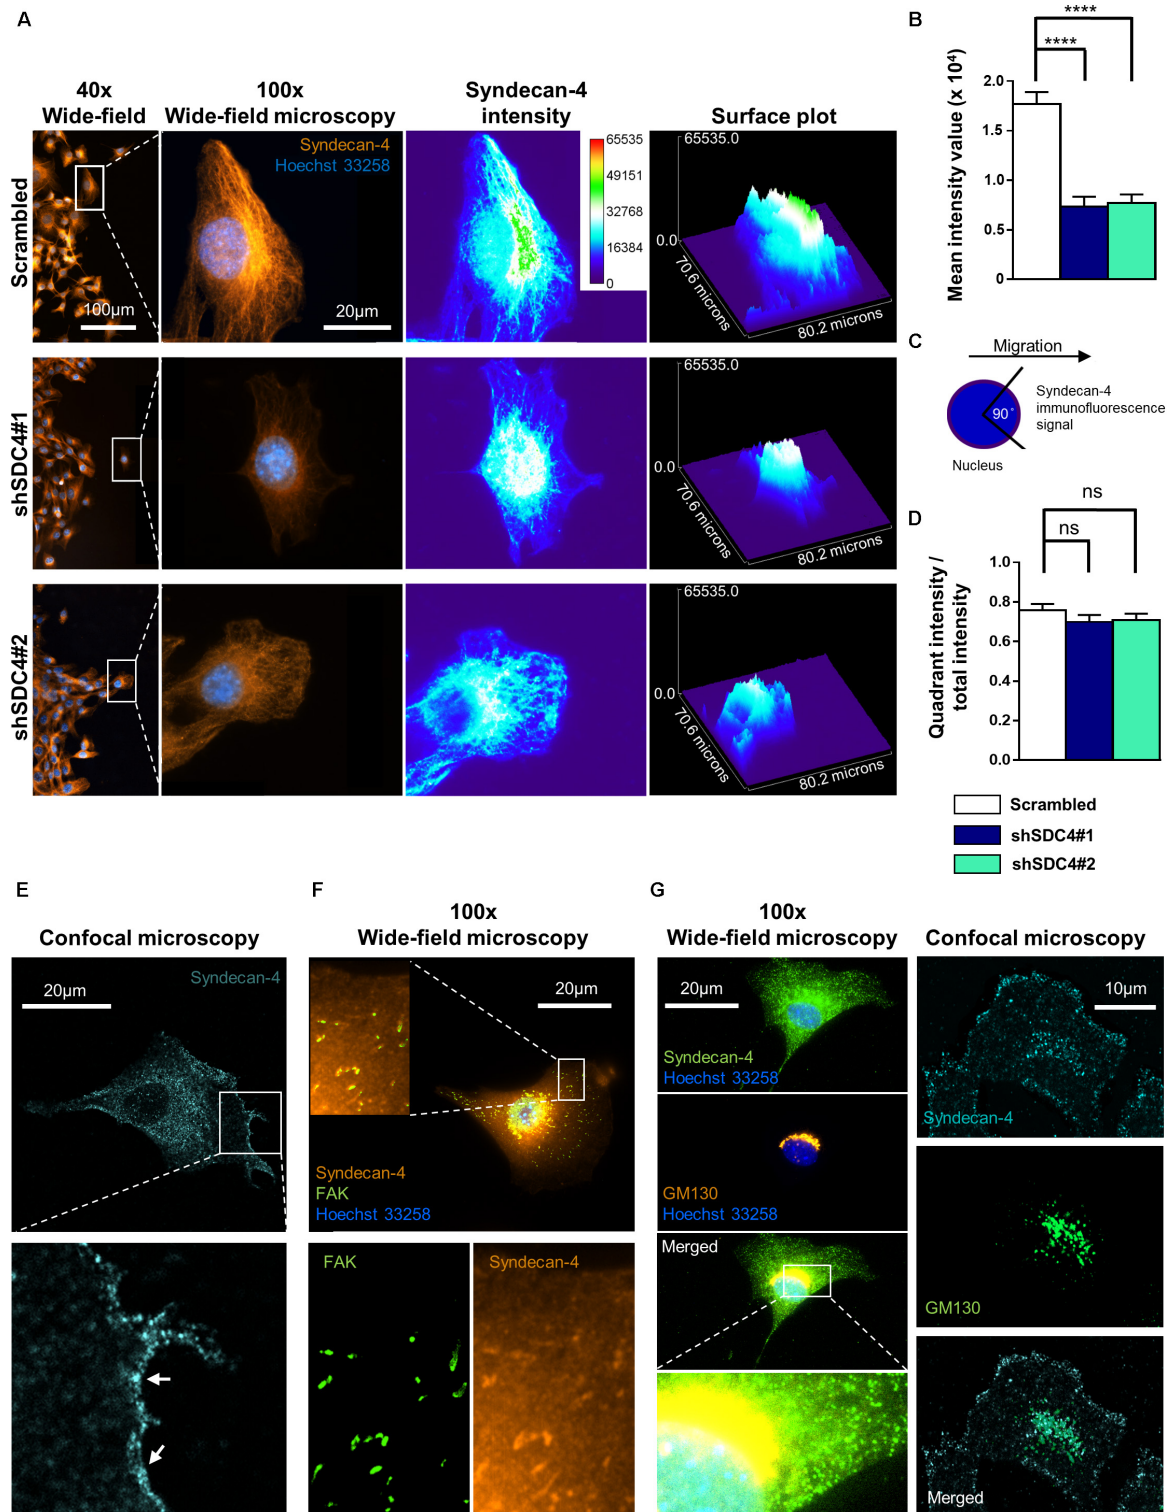 A
40x
Wide-field
100x
Wide-field microscopy
Syndecan-4
intensity
Surface plot
Scrambled
100µm
Syndecan-4
Hoechst 33258
20µm
65535
49151
32768
16384
0
65535.0
0.0
70.6 microns
80.2 microns
shSDC4#1
65535.0
0.0
70.6 microns
80.2 microns
shSDC4#2
65535.0
0.0
70.6 microns
80.2 microns
B
****
****
Mean intensity value (x 10⁴)
2.0
1.5
1.0
0.5
0
C
Migration
90°
Syndecan-4
immunofluorescence
signal
Nucleus
D
ns
ns
Quadrant intensity /
total intensity
1.0
0.8
0.6
0.4
0.2
0.0
Scrambled
shSDC4#1
shSDC4#2
E
Confocal microscopy
Syndecan-4
20µm
F
100x
Wide-field microscopy
20µm
Syndecan-4
FAK
Hoechst 33258
FAK
Syndecan-4
G
100x
Wide-field microscopy
20µm
Syndecan-4
Hoechst 33258
GM130
Hoechst 33258
Merged
Confocal microscopy
10µm
Syndecan-4
GM130
Merged